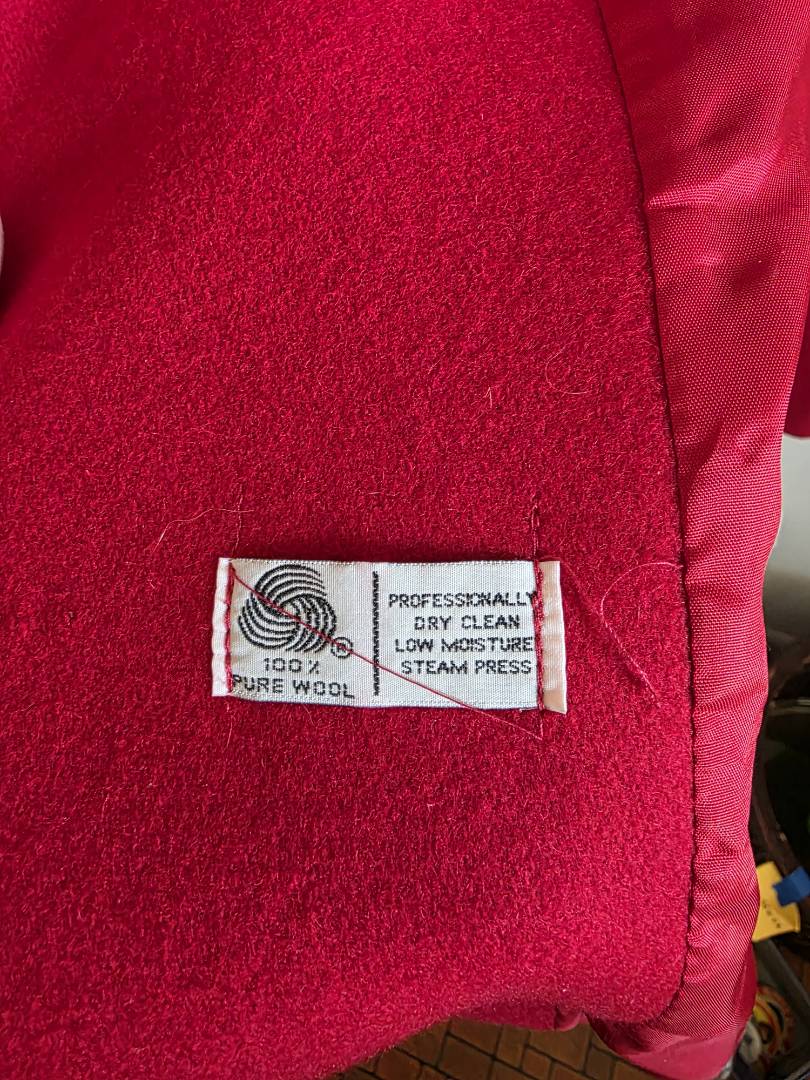 ®
100%
PURE WOOL
PROFESSIONALLY
DRY CLEAN
LOW MOISTURE
STEAM PRESS